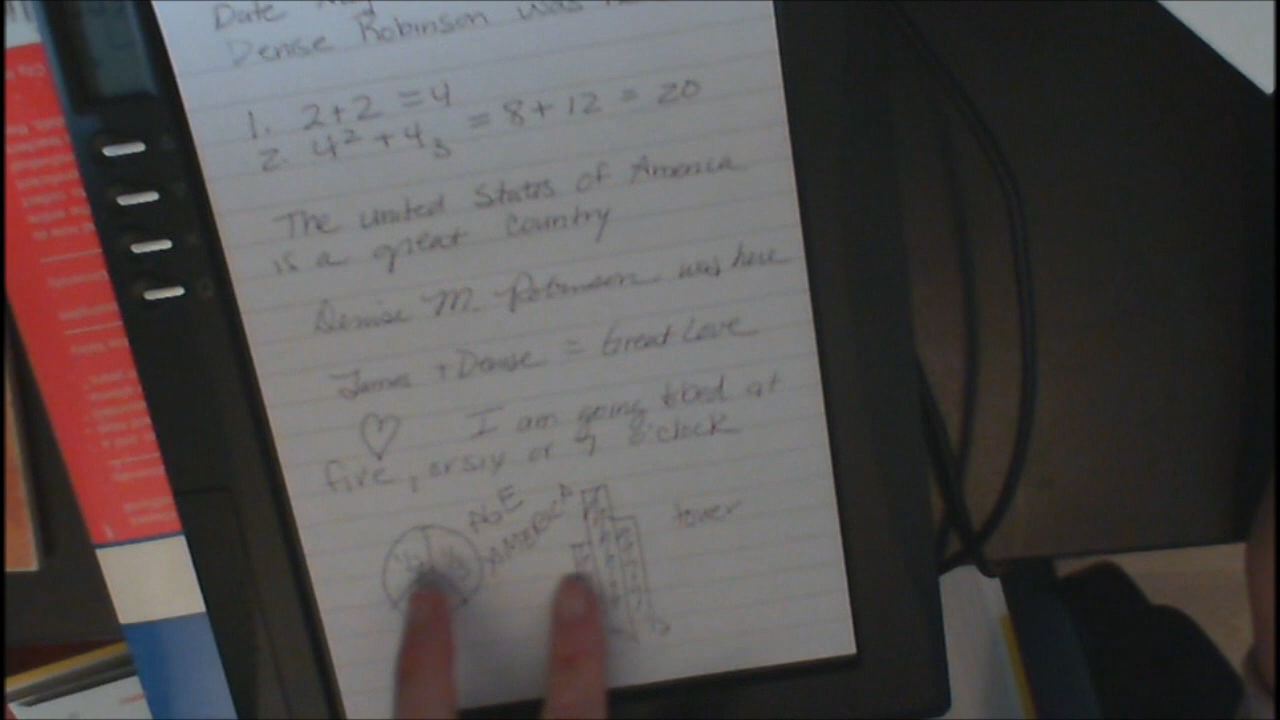 Date
Denise Robinson was
1. 2+2 = 4
2. 4² + 4₃ = 8 + 12 = 20
The united States of America
is a great country
Denise M. Robinson was here
James + Denise = Great Love
I am going to bed at
five, or six or 7 o'clock
AGE
AMERICA
tower